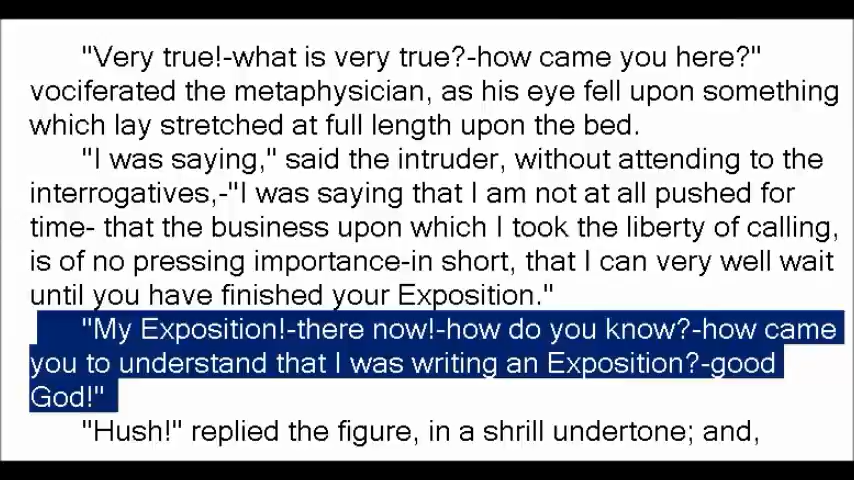 "Very true!-what is very true?-how came you here?"
vociferated the metaphysician, as his eye fell upon something
which lay stretched at full length upon the bed.
"I was saying," said the intruder, without attending to the
interrogatives,-"I was saying that I am not at all pushed for
time- that the business upon which I took the liberty of calling,
is of no pressing importance-in short, that I can very well wait
until you have finished your Exposition."
"My Exposition!-there now!-how do you know?-how came
you to understand that I was writing an Exposition?-good
God!"
"Hush!" replied the figure, in a shrill undertone; and,